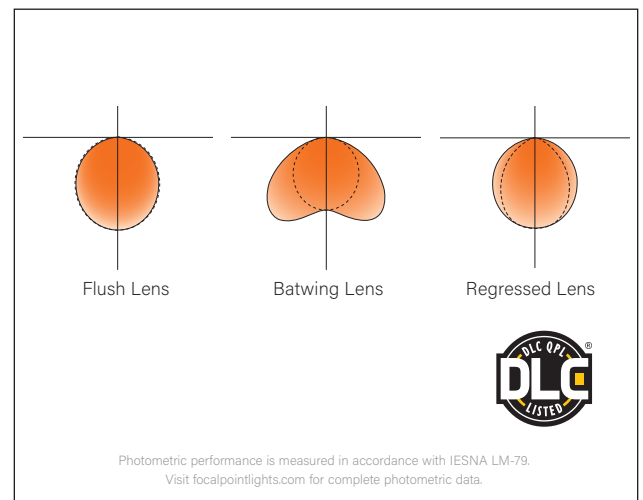 Flush Lens
Batwing Lens
Regressed Lens
DLC QPL
®
DLC
LISTED
Photometric performance is measured in accordance with IESNA LM-79.
Visit focalpointlights.com for complete photometric data.